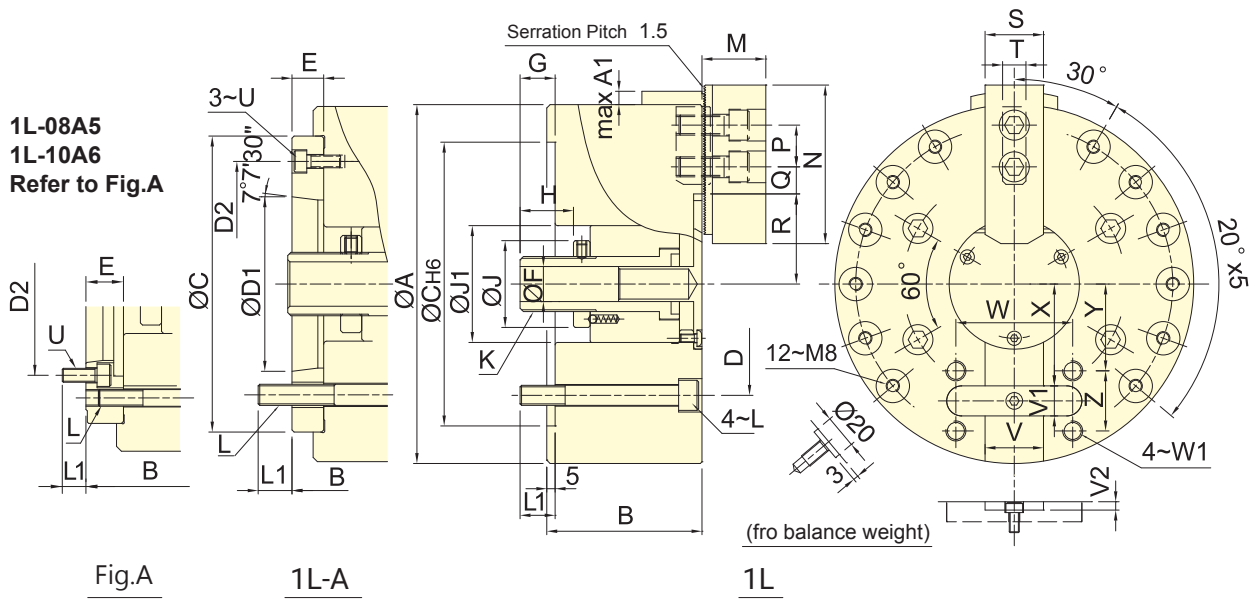 1L-08A5
1L-10A6
Refer to Fig.A
D2
E
U
L
L1
B
Fig.A
E
3~U
7°7'30"
D2
ØC
ØD1
L
L1
B
1L-A
Serration Pitch 1.5
G
max A1
M
H
P
Q
N
R
ØA
ØCH6
ØJ1
ØJ
ØF
K
D
4~L
5
L1
B
1L
S
T
30°
20°x5
60°
W
X
Y
12~M8
V1
Z
V
4~W1
Ø20
3
V2
(fro balance weight)